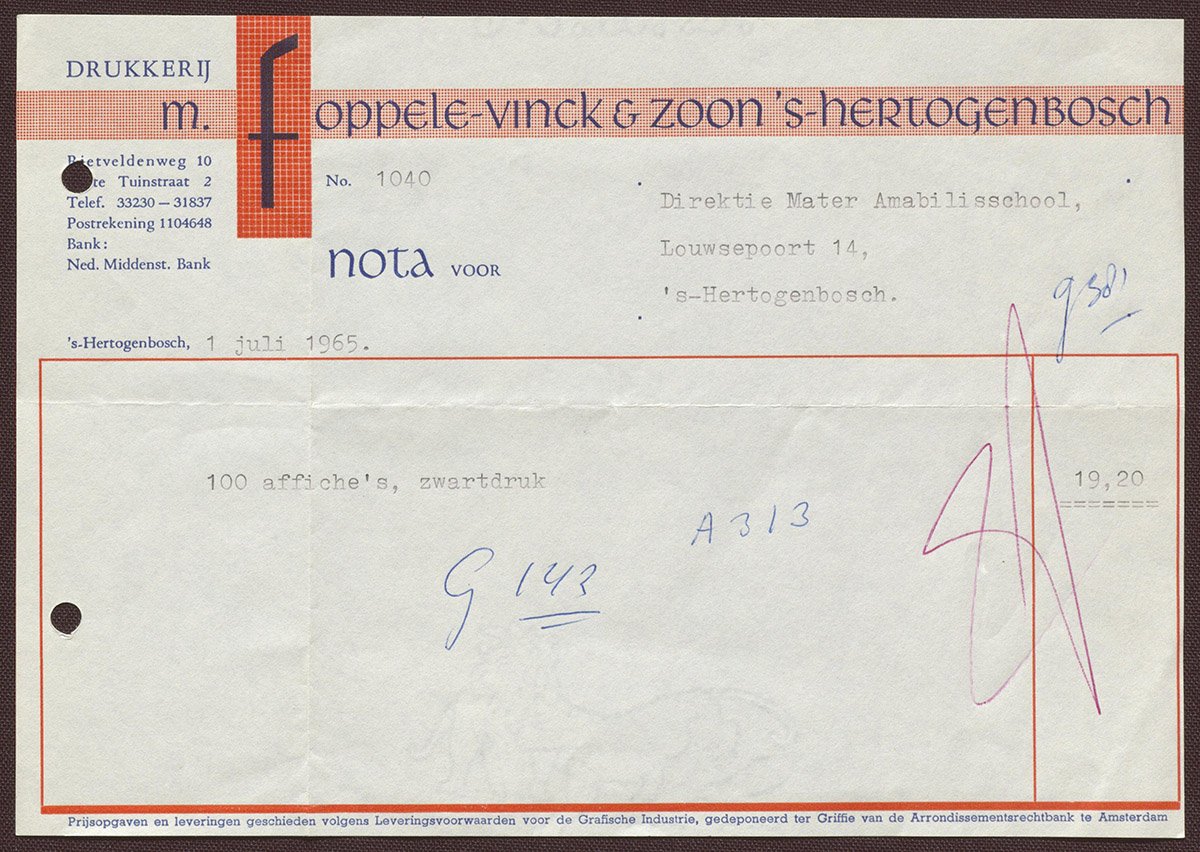 DRUKKERIJ
m. foppele-vinck & zoon 's-hertogenbosch
Rietveldenweg 10
Tuinstraat 2
Telef. 33230 — 31837
Postrekening 1104648
Bank:
Ned. Middenst. Bank
No. 1040
nota voor
Direktie Mater Amabilisschool,
Louwsepoort 14,
's-Hertogenbosch.
's-Hertogenbosch, 1 juli 1965.
100 affiche's, zwartdruk 19,20
A 313
G 143
Prijsopgaven en leveringen geschieden volgens Leveringsvoorwaarden voor de Grafische Industrie, gedeponeerd ter Griffie van de Arrondissementsrechtbank te Amsterdam